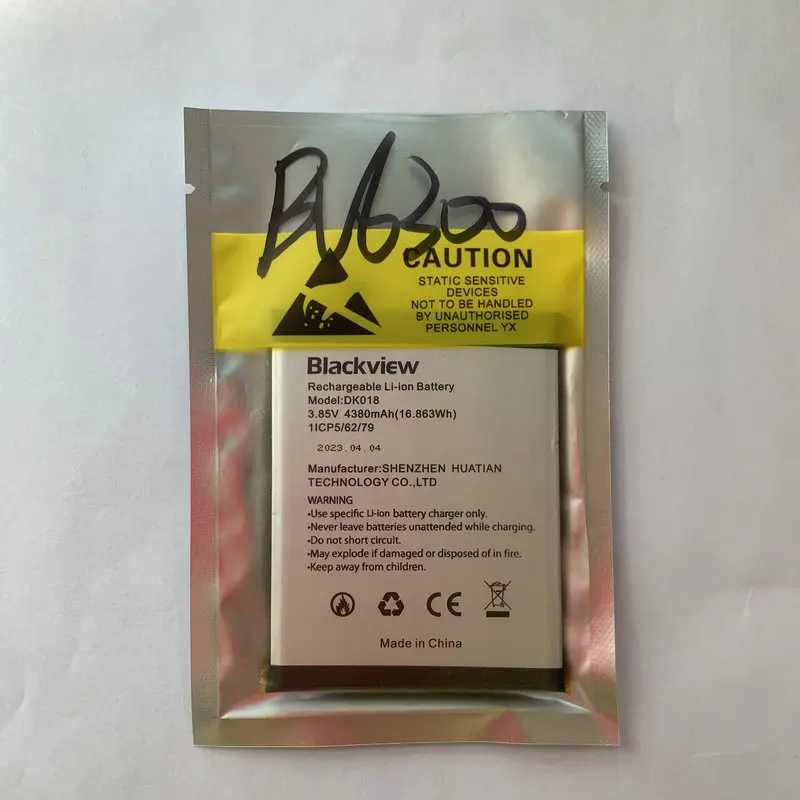 BV6300
CAUTION
STATIC SENSITIVE
DEVICES
NOT TO BE HANDLED
BY UNAUTHORISED
PERSONNEL YX
Blackview
Rechargeable Li-ion Battery
Model:DK018
3.85V 4380mAh(16.863Wh)
1ICP5/62/79
2023.04.04
Manufacturer:SHENZHEN HUATIAN
TECHNOLOGY CO.,LTD
WARNING
•Use specific Li-ion battery charger only.
•Never leave batteries unattended while charging.
•Do not short circuit.
•May explode if damaged or disposed of in fire.
•Keep away from children.
CE
Made in China